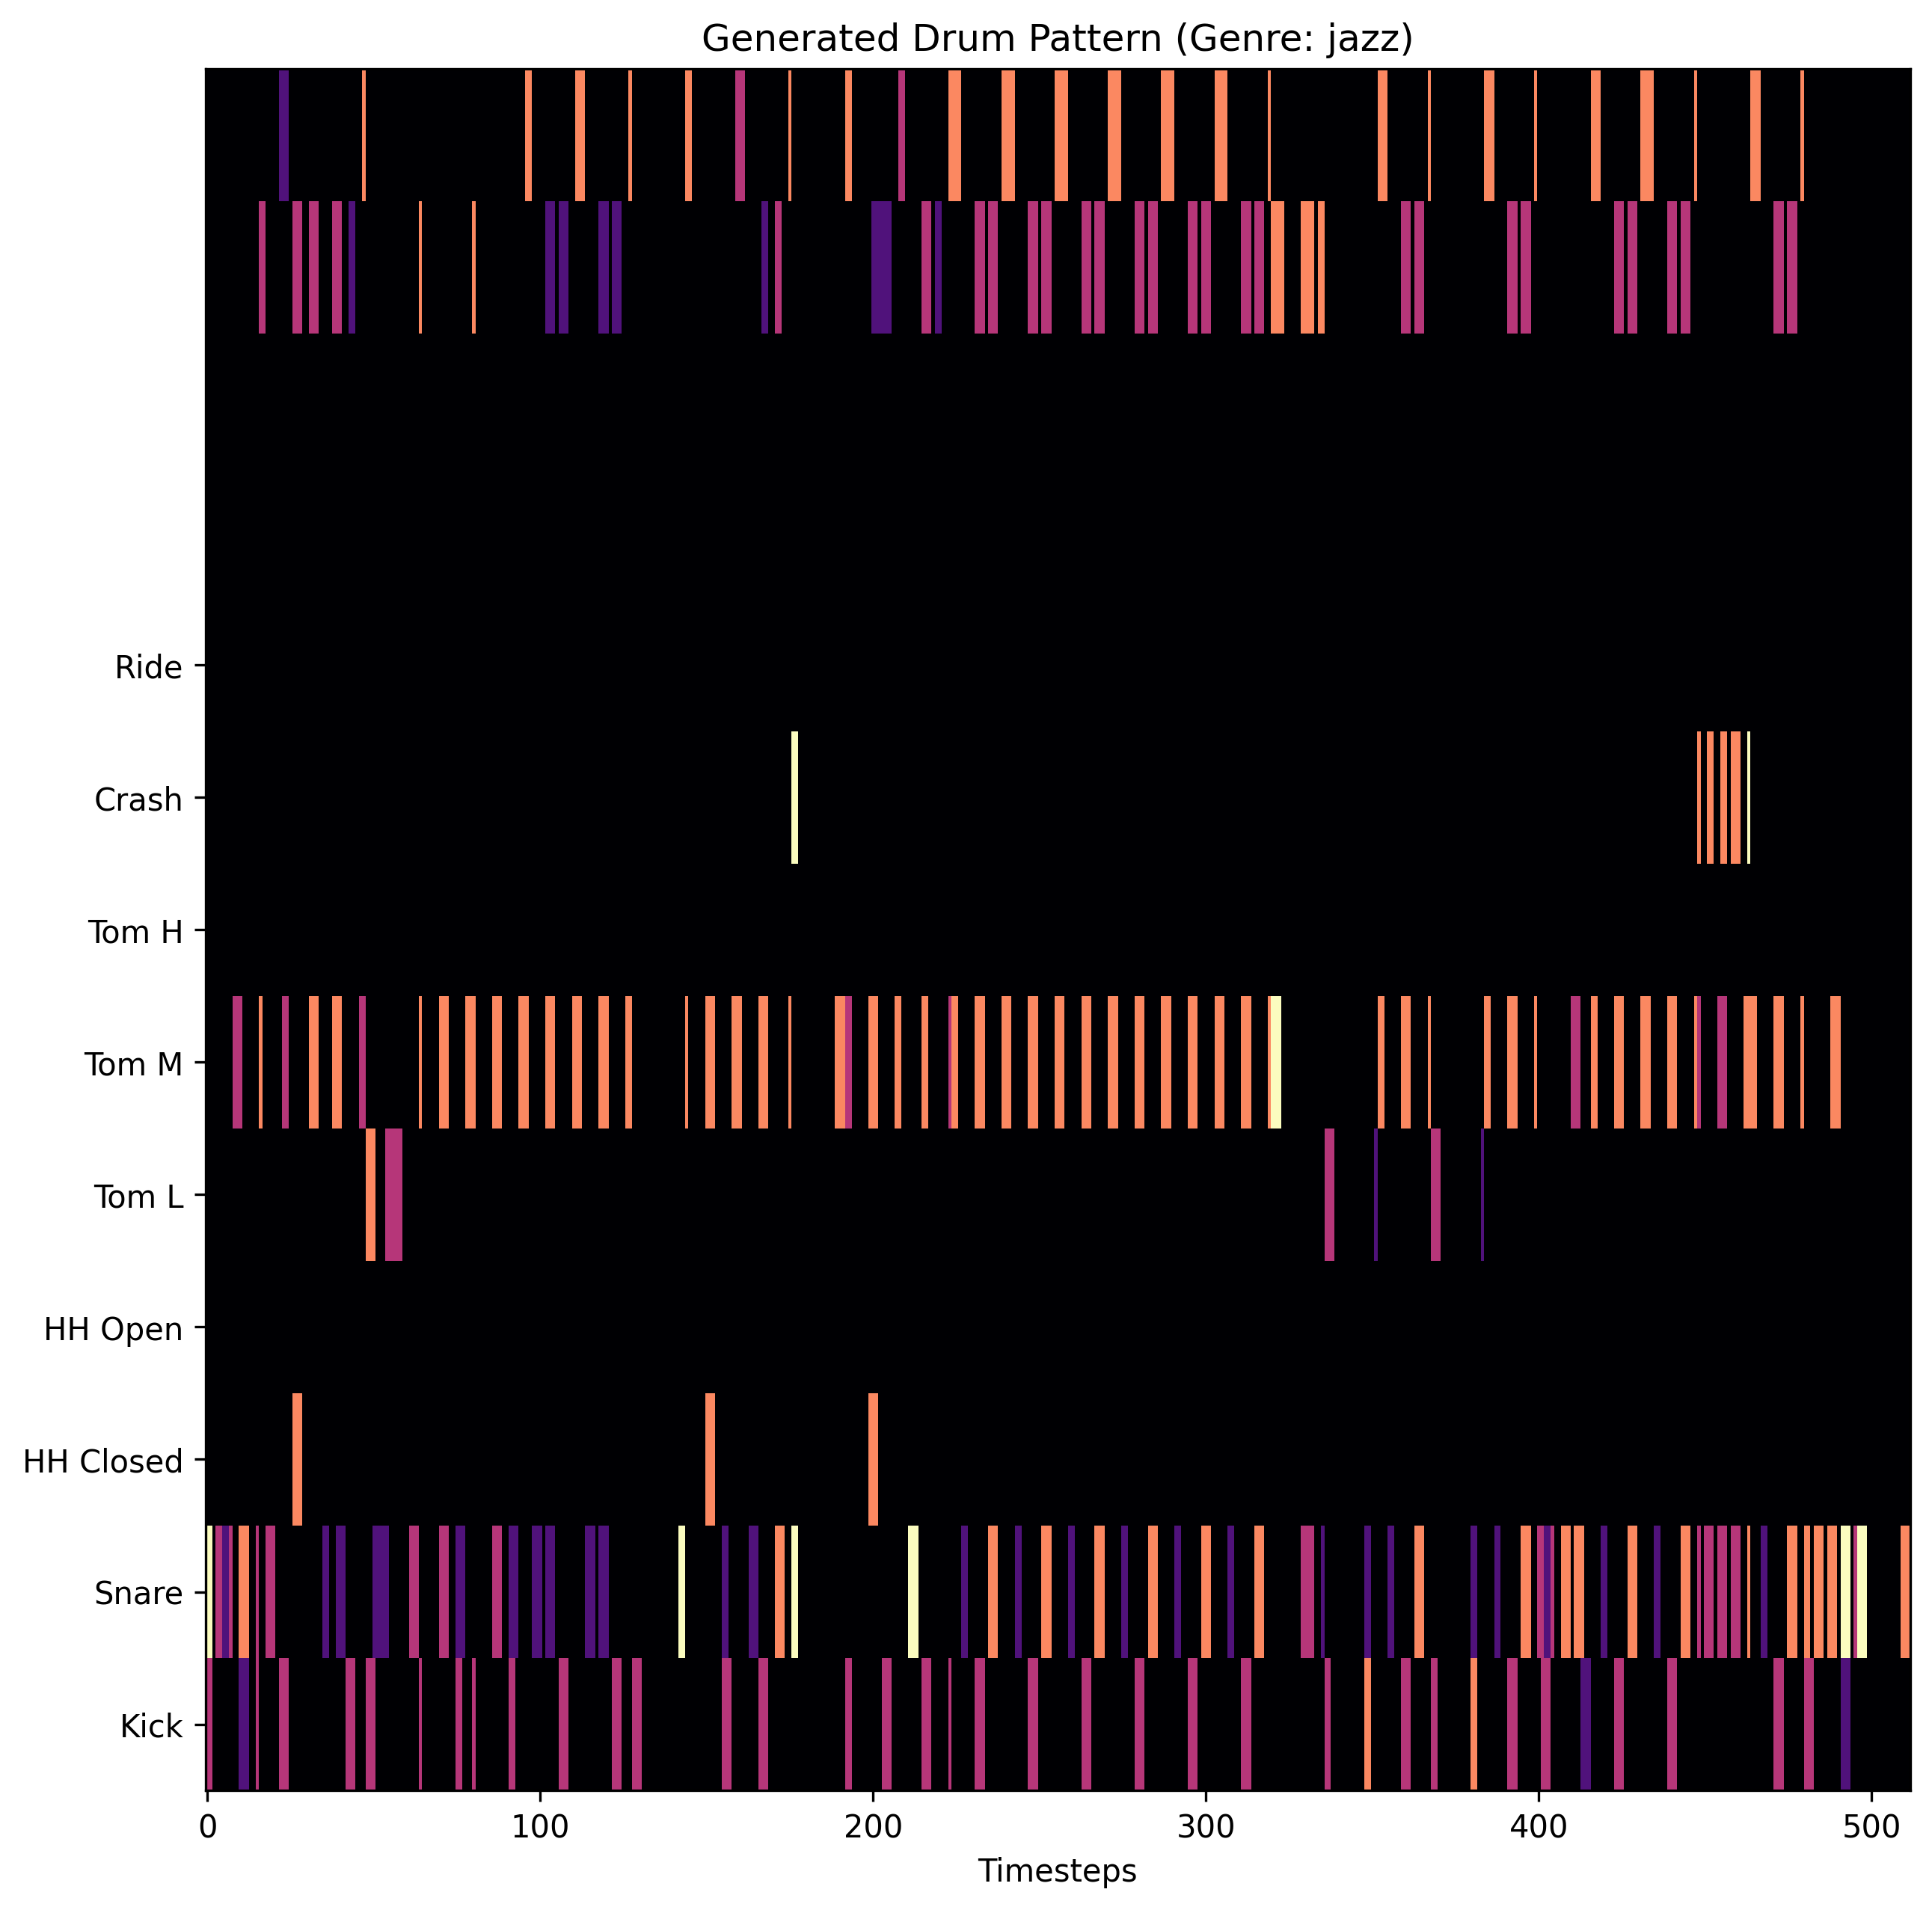 Generated Drum Pattern (Genre: jazz)
Ride
Crash
Tom H
Tom M
Tom L
HH Open
HH Closed
Snare
Kick
0 100 200 300 400 500
Timesteps